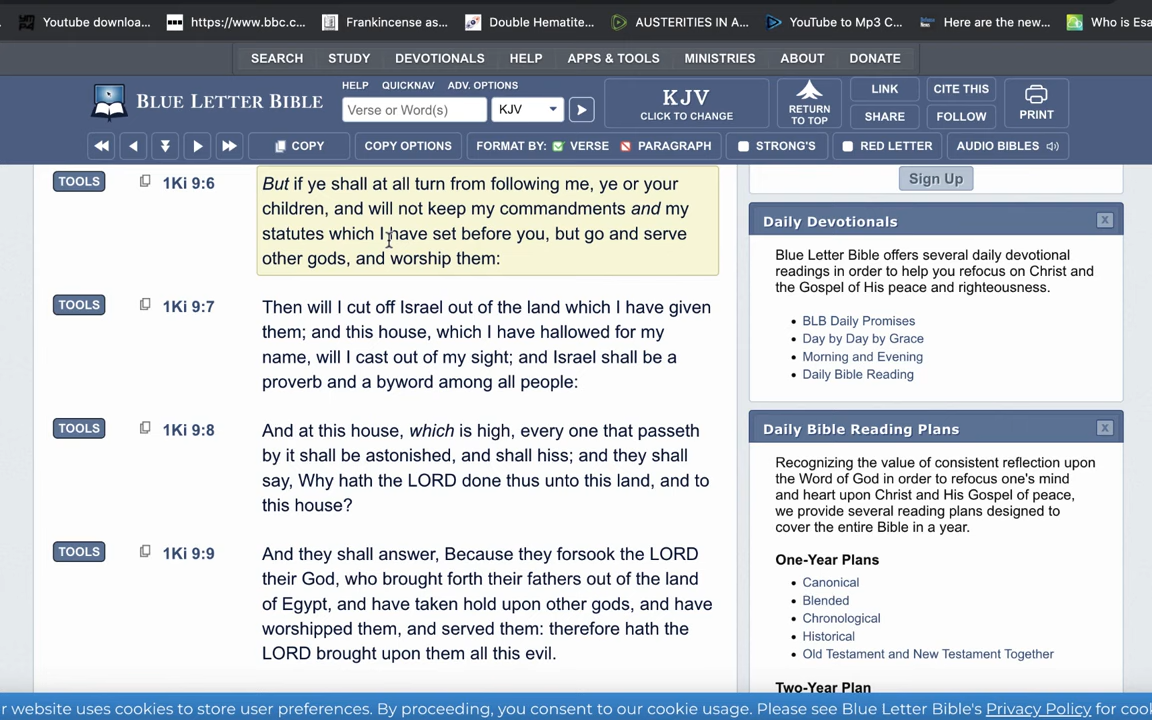 Youtube downloa...
https://www.bbc.c...
Frankincense as...
Double Hematite...
AUSTERITIES IN A...
YouTube to Mp3 C...
Here are the new...
Who is Esa
SEARCH STUDY DEVOTIONALS HELP APPS & TOOLS MINISTRIES ABOUT DONATE
BLUE LETTER BIBLE
HELP QUICKNAV ADV. OPTIONS
Verse or Word(s)
KJV
KJV
CLICK TO CHANGE
RETURN
TO TOP
LINK
CITE THIS
SHARE
FOLLOW
PRINT
COPY
COPY OPTIONS
FORMAT BY: VERSE PARAGRAPH
STRONG'S
RED LETTER
AUDIO BIBLES
TOOLS
1Ki 9:6
But if ye shall at all turn from following me, ye or your
children, and will not keep my commandments and my
statutes which I have set before you, but go and serve
other gods, and worship them:
TOOLS
1Ki 9:7
Then will I cut off Israel out of the land which I have given
them; and this house, which I have hallowed for my
name, will I cast out of my sight; and Israel shall be a
proverb and a byword among all people:
TOOLS
1Ki 9:8
And at this house, which is high, every one that passeth
by it shall be astonished, and shall hiss; and they shall
say, Why hath the LORD done thus unto this land, and to
this house?
TOOLS
1Ki 9:9
And they shall answer, Because they forsook the LORD
their God, who brought forth their fathers out of the land
of Egypt, and have taken hold upon other gods, and have
worshipped them, and served them: therefore hath the
LORD brought upon them all this evil.
Sign Up
Daily Devotionals
X
Blue Letter Bible offers several daily devotional
readings in order to help you refocus on Christ and
the Gospel of His peace and righteousness.
• BLB Daily Promises
• Day by Day by Grace
• Morning and Evening
• Daily Bible Reading
Daily Bible Reading Plans
X
Recognizing the value of consistent reflection upon
the Word of God in order to refocus one's mind
and heart upon Christ and His Gospel of peace,
we provide several reading plans designed to
cover the entire Bible in a year.
One-Year Plans
• Canonical
• Blended
• Chronological
• Historical
• Old Testament and New Testament Together
Two-Year Plan
r website uses cookies to store user preferences. By proceeding, you consent to our cookie usage. Please see Blue Letter Bible's Privacy Policy for cook